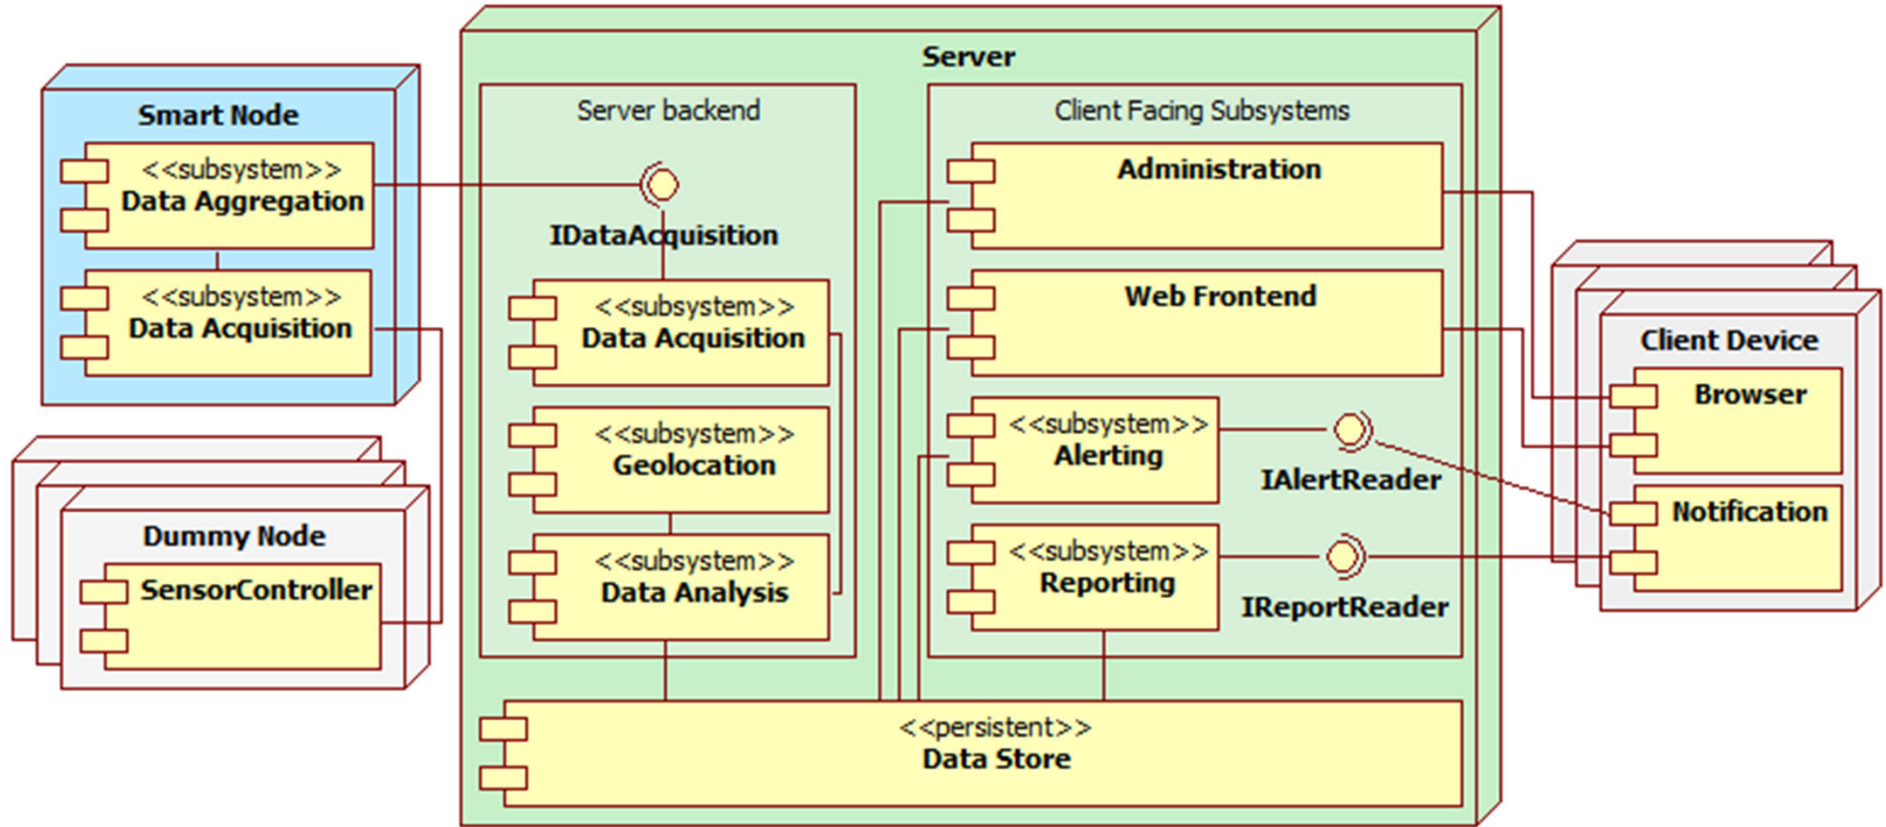 Smart Node
<<subsystem>>
Data Aggregation
<<subsystem>>
Data Acquisition
Dummy Node
SensorController
Server
Server backend
IDataAcquisition
<<subsystem>>
Data Acquisition
<<subsystem>>
Geolocation
<<subsystem>>
Data Analysis
Client Facing Subsystems
Administration
Web Frontend
<<subsystem>>
Alerting
IAlertReader
<<subsystem>>
Reporting
IReportReader
<<persistent>>
Data Store
Client Device
Browser
Notification